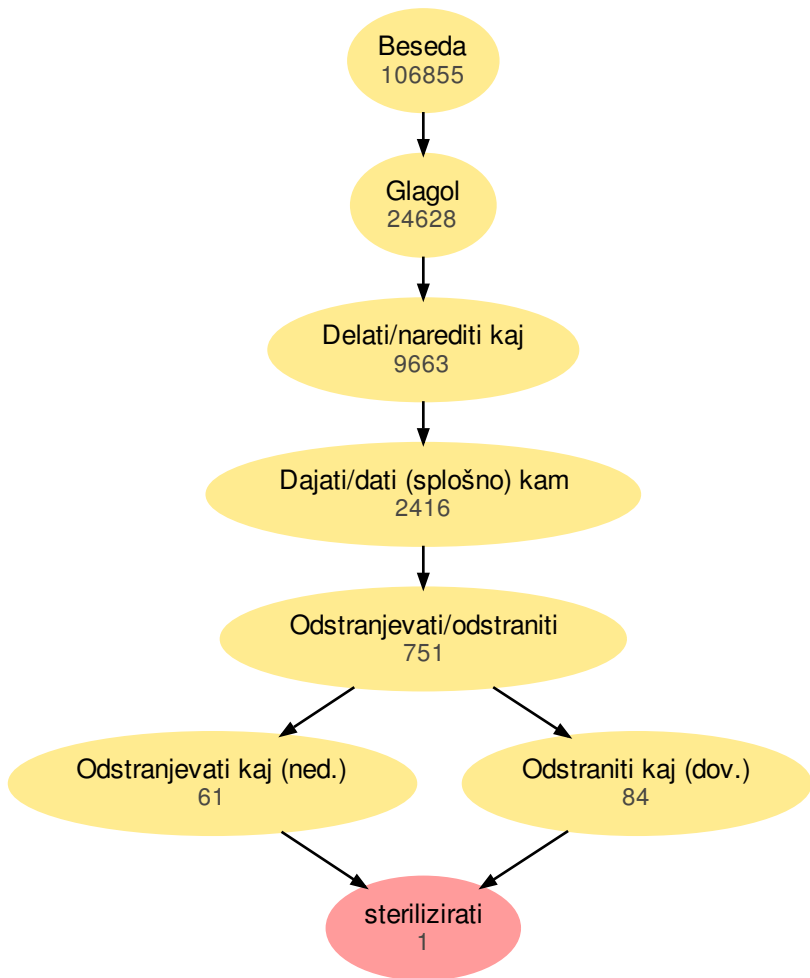 Beseda
106855
Glagol
24628
Delati/narediti kaj
9663
Dajati/dati (splošno) kam
2416
Odstranjevati/odstraniti
751
Odstranjevati kaj (ned.)
61
Odstraniti kaj (dov.)
84
sterilizirati
1